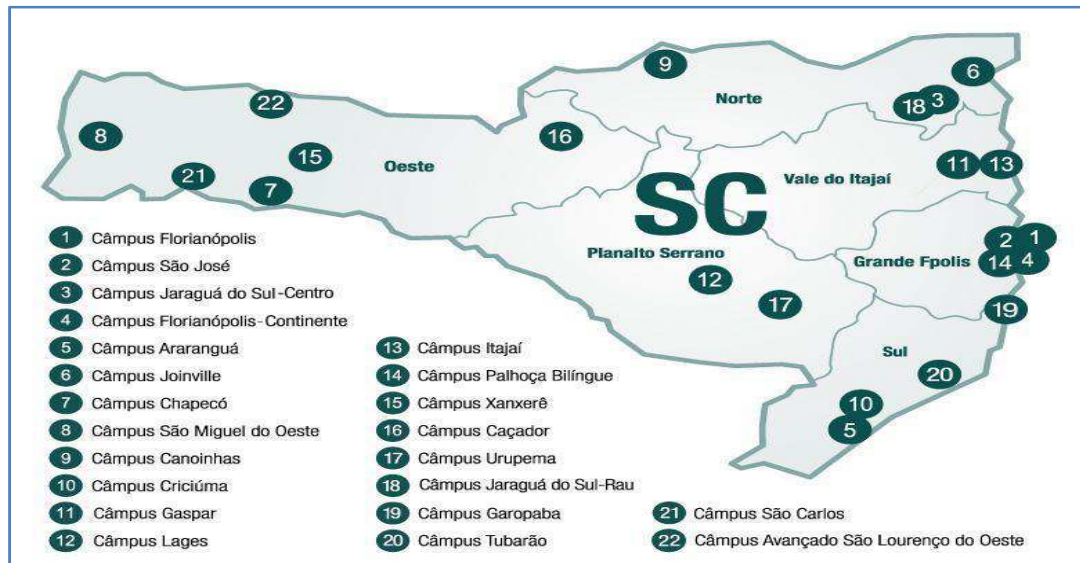 9
6
Norte
18
3
22
8
16
15
Oeste
11
13
Vale do Itajaí
21
7
SC
Planalto Serrano
2
1
Grande Fpolis
14
4
12
17
19
Sul
20
10
5
1 Câmpus Florianópolis
2 Câmpus São José
3 Câmpus Jaraguá do Sul-Centro
4 Câmpus Florianópolis-Continente
5 Câmpus Araranguá
6 Câmpus Joinville
7 Câmpus Chapecó
8 Câmpus São Miguel do Oeste
9 Câmpus Canoinhas
10 Câmpus Criciúma
11 Câmpus Gaspar
12 Câmpus Lages
13 Câmpus Itajaí
14 Câmpus Palhoça Bilíngue
15 Câmpus Xanxerê
16 Câmpus Caçador
17 Câmpus Urupema
18 Câmpus Jaraguá do Sul-Rau
19 Câmpus Garopaba
20 Câmpus Tubarão
21 Câmpus São Carlos
22 Câmpus Avançado São Lourenço do Oeste